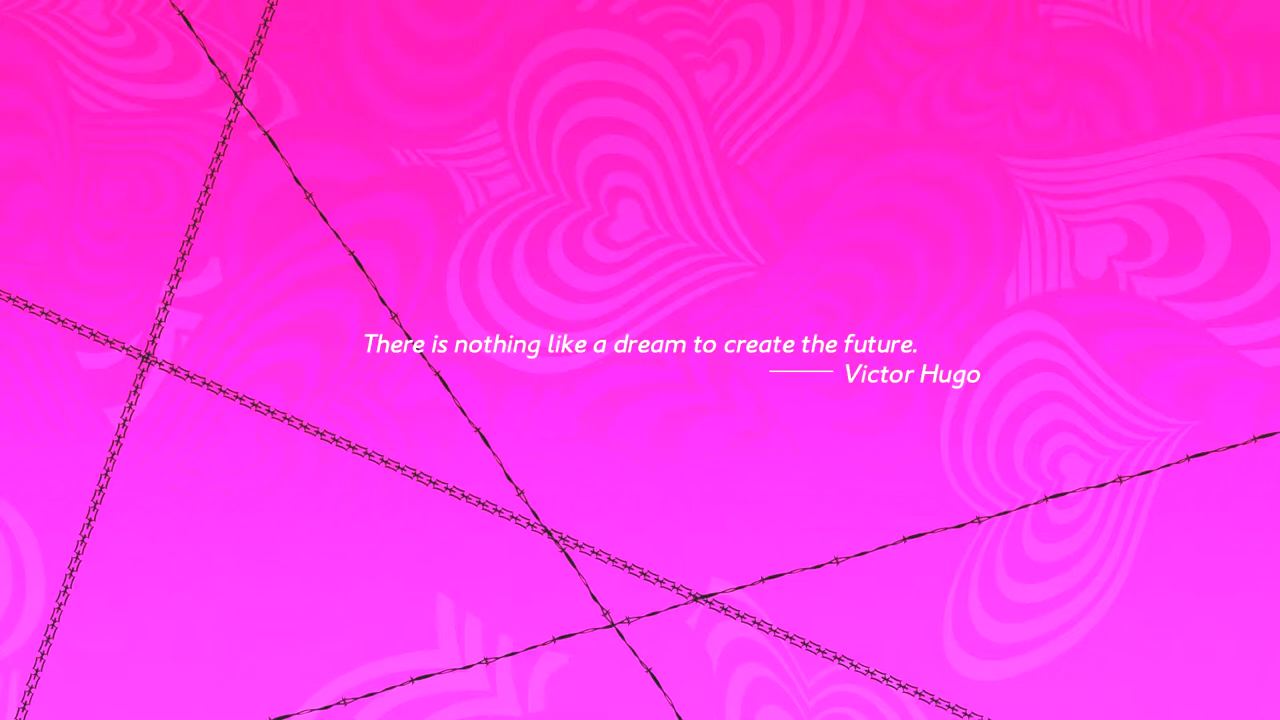 There is nothing like a dream to create the future.
—— Victor Hugo